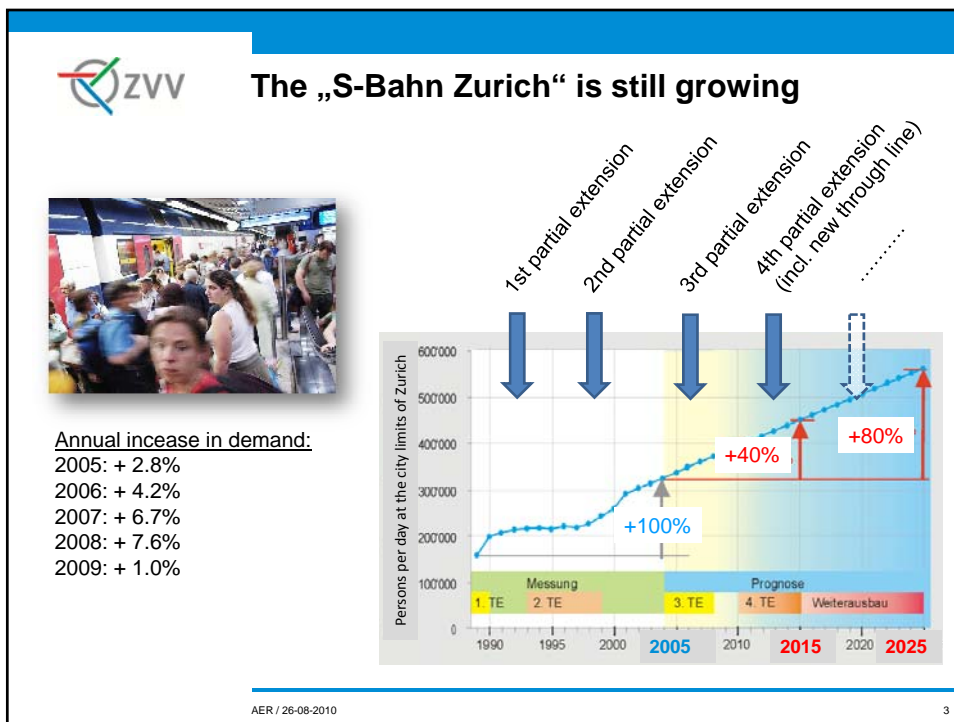 ZVV
The „S-Bahn Zurich“ is still growing
1st partial extension
2nd partial extension
3rd partial extension
4th partial extension
(incl. new through line)
..........
Annual incease in demand:
2005: + 2.8%
2006: + 4.2%
2007: + 6.7%
2008: + 7.6%
2009: + 1.0%
Persons per day at the city limits of Zurich
600'000
500'000
400'000
300'000
200'000
100'000
0
+100%
+40%
+80%
Messung
Prognose
1. TE
2. TE
3. TE
4. TE
Weiterausbau
1990
1995
2000
2005
2010
2015
2020
2025
AER / 26-08-2010
3